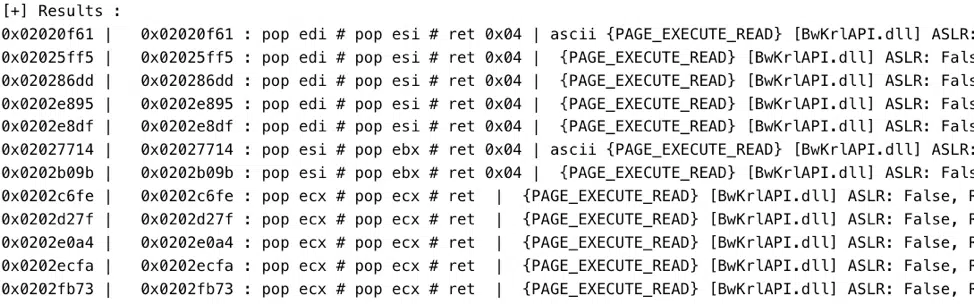 [+] Results :
0x02020f61 |   0x02020f61 : pop edi # pop esi # ret 0x04 | ascii {PAGE_EXECUTE_READ} [BwKrlAPI.dll] ASLR:
0x02025ff5 |   0x02025ff5 : pop edi # pop esi # ret 0x04 |  {PAGE_EXECUTE_READ} [BwKrlAPI.dll] ASLR: Fals
0x020286dd |   0x020286dd : pop edi # pop esi # ret 0x04 |  {PAGE_EXECUTE_READ} [BwKrlAPI.dll] ASLR: Fals
0x0202e895 |   0x0202e895 : pop edi # pop esi # ret 0x04 |  {PAGE_EXECUTE_READ} [BwKrlAPI.dll] ASLR: Fals
0x0202e8df |   0x0202e8df : pop edi # pop esi # ret 0x04 |  {PAGE_EXECUTE_READ} [BwKrlAPI.dll] ASLR: Fals
0x02027714 |   0x02027714 : pop esi # pop ebx # ret 0x04 | ascii {PAGE_EXECUTE_READ} [BwKrlAPI.dll] ASLR:
0x0202b09b |   0x0202b09b : pop esi # pop ebx # ret 0x04 |  {PAGE_EXECUTE_READ} [BwKrlAPI.dll] ASLR: Fals
0x0202c6fe |   0x0202c6fe : pop ecx # pop ecx # ret  |  {PAGE_EXECUTE_READ} [BwKrlAPI.dll] ASLR: False, R
0x0202d27f |   0x0202d27f : pop ecx # pop ecx # ret  |  {PAGE_EXECUTE_READ} [BwKrlAPI.dll] ASLR: False, R
0x0202e0a4 |   0x0202e0a4 : pop ecx # pop ecx # ret  |  {PAGE_EXECUTE_READ} [BwKrlAPI.dll] ASLR: False, R
0x0202ecfa |   0x0202ecfa : pop ecx # pop ecx # ret  |  {PAGE_EXECUTE_READ} [BwKrlAPI.dll] ASLR: False, R
0x0202fb73 |   0x0202fb73 : pop ecx # pop ecx # ret  |  {PAGE_EXECUTE_READ} [BwKrlAPI.dll] ASLR: False, R